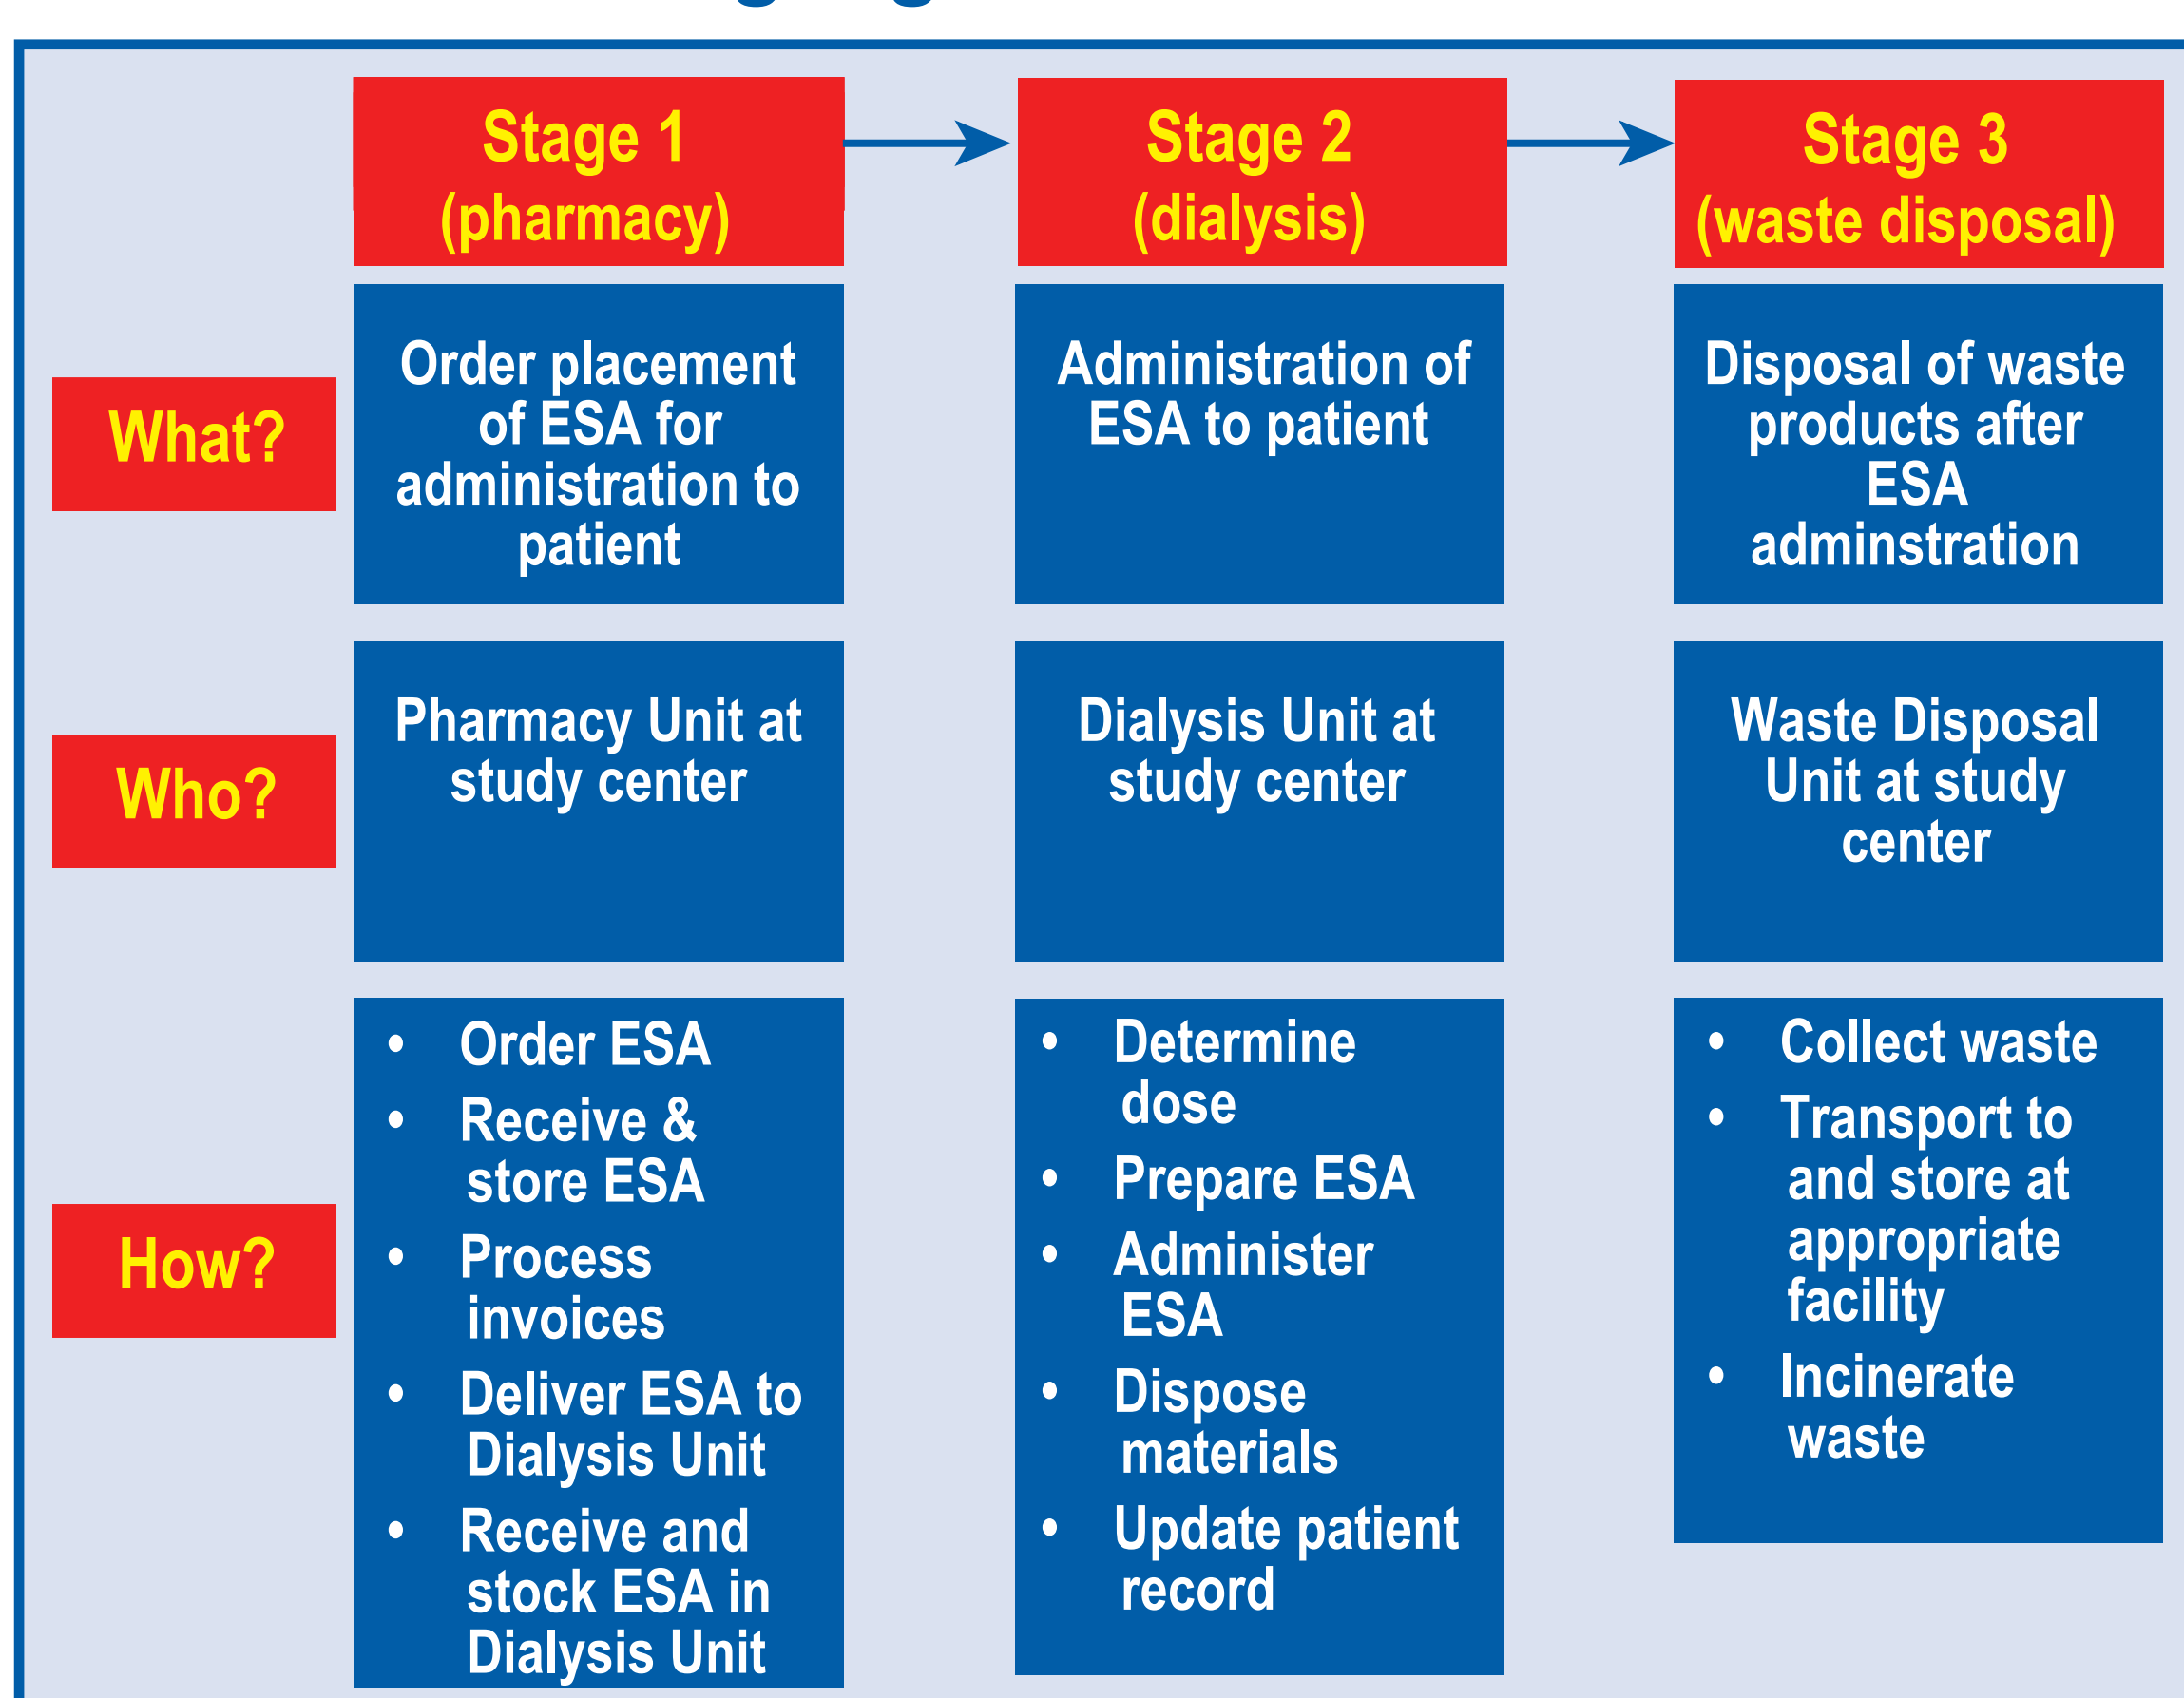 Stage 1
(pharmacy)
Stage 2
(dialysis)
Stage 3
(waste disposal)
What?
Order placement
of ESA for
administration to
patient
Administration of
ESA to patient
Disposal of waste
products after
ESA
adminstration
Who?
Pharmacy Unit at
study center
Dialysis Unit at
study center
Waste Disposal
Unit at study
center
How?
• Order ESA
• Receive &
store ESA
• Process
invoices
• Deliver ESA to
Dialysis Unit
• Receive and
stock ESA in
Dialysis Unit
• Determine
dose
• Prepare ESA
• Administer
ESA
• Dispose
materials
• Update patient
record
• Collect waste
• Transport to
and store at
appropriate
facility
• Incinerate
waste